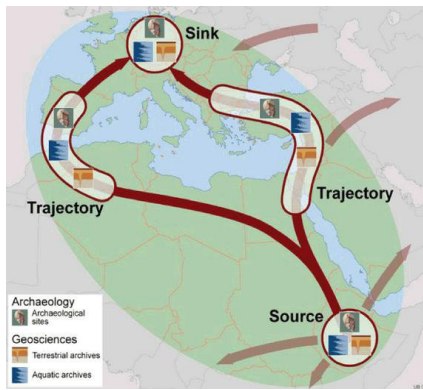 Sink
Trajectory
Trajectory
Source
Archaeology
Archaeological
sites
Geosciences
Terrestrial archives
Aquatic archives